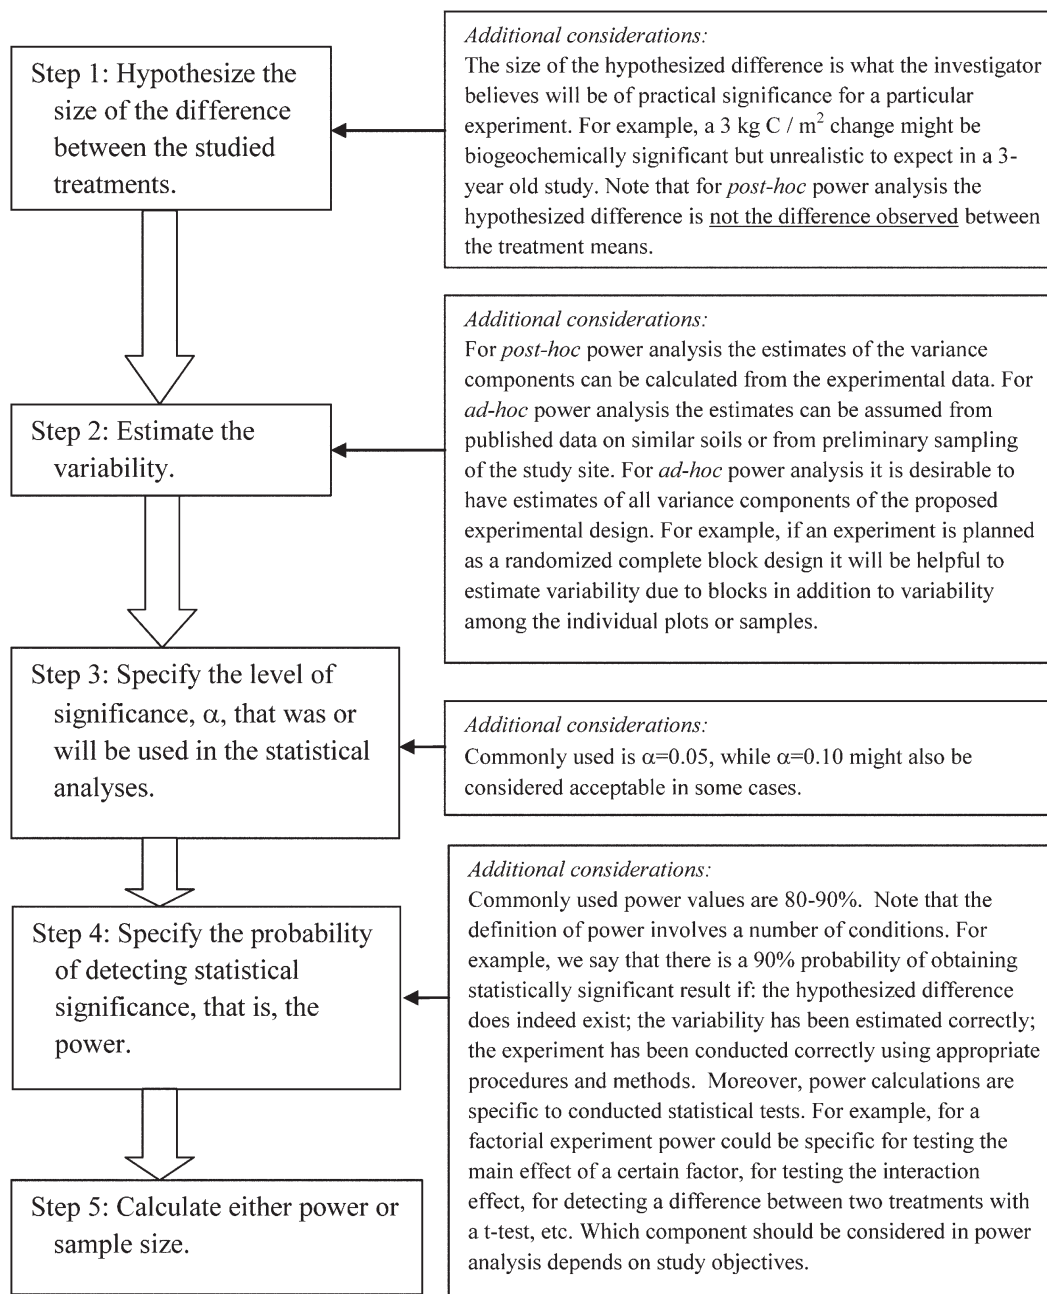 Step 1: Hypothesize the
size of the difference
between the studied
treatments.
Additional considerations:
The size of the hypothesized difference is what the investigator
believes will be of practical significance for a particular
experiment. For example, a 3 kg C / m² change might be
biogeochemically significant but unrealistic to expect in a 3-
year old study. Note that for post-hoc power analysis the
hypothesized difference is not the difference observed between
the treatment means.
Step 2: Estimate the
variability.
Additional considerations:
For post-hoc power analysis the estimates of the variance
components can be calculated from the experimental data. For
ad-hoc power analysis the estimates can be assumed from
published data on similar soils or from preliminary sampling
of the study site. For ad-hoc power analysis it is desirable to
have estimates of all variance components of the proposed
experimental design. For example, if an experiment is planned
as a randomized complete block design it will be helpful to
estimate variability due to blocks in addition to variability
among the individual plots or samples.
Step 3: Specify the level of
significance, α, that was or
will be used in the statistical
analyses.
Additional considerations:
Commonly used is α=0.05, while α=0.10 might also be
considered acceptable in some cases.
Step 4: Specify the probability
of detecting statistical
significance, that is, the
power.
Additional considerations:
Commonly used power values are 80-90%.  Note that the
definition of power involves a number of conditions. For
example, we say that there is a 90% probability of obtaining
statistically significant result if: the hypothesized difference
does indeed exist; the variability has been estimated correctly;
the experiment has been conducted correctly using appropriate
procedures and methods.  Moreover, power calculations are
specific to conducted statistical tests. For example, for a
factorial experiment power could be specific for testing the
main effect of a certain factor, for testing the interaction
effect, for detecting a difference between two treatments with
a t-test, etc. Which component should be considered in power
analysis depends on study objectives.
Step 5: Calculate either power or
sample size.